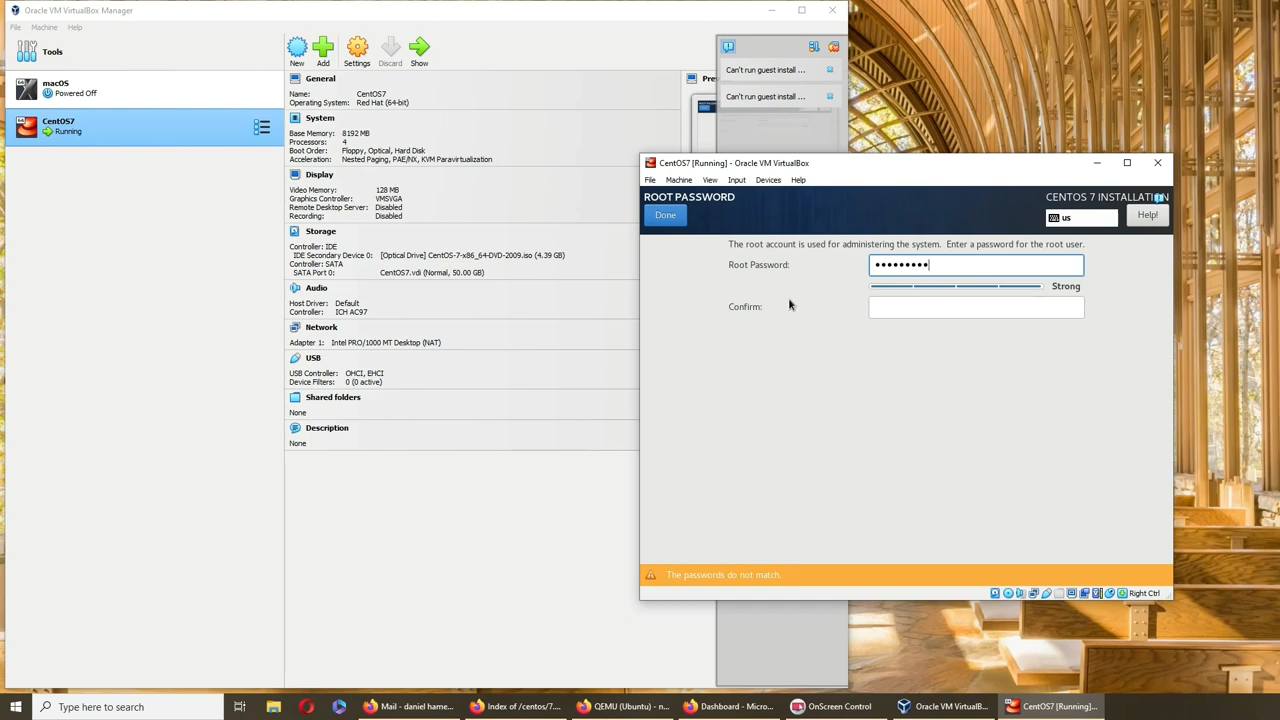 Oracle VM VirtualBox Manager
File Machine Help
Tools
New Add Settings Discard Show
macOS
Powered Off
CentOS7
Running
General
Name: CentOS7
Operating System: Red Hat (64-bit)
System
Base Memory: 8192 MB
Processors: 4
Boot Order: Floppy, Optical, Hard Disk
Acceleration: Nested Paging, PAE/NX, KVM Paravirtualization
Display
Video Memory: 128 MB
Graphics Controller: VMSVGA
Remote Desktop Server: Disabled
Recording: Disabled
Storage
Controller: IDE
IDE Secondary Device 0: [Optical Drive] CentOS-7-x86_64-DVD-2009.iso (4.39 GB)
Controller: SATA
SATA Port 0: CentOS7.vdi (Normal, 50.00 GB)
Audio
Host Driver: Default
Controller: ICH AC97
Network
Adapter 1: Intel PRO/1000 MT Desktop (NAT)
USB
USB Controller: OHCI, EHCI
Device Filters: 0 (0 active)
Shared folders
None
Description
None
Can't run guest install ...
Can't run guest install ...
CentOS7 [Running] - Oracle VM VirtualBox
File Machine View Input Devices Help
ROOT PASSWORD
Done
CENTOS 7 INSTALLATION
us
Help!
The root account is used for administering the system. Enter a password for the root user.
Root Password: •••••••••
Strong
Confirm:
The passwords do not match.
Right Ctrl
Type here to search
Mail - daniel hame...
Index of /centos/7....
QEMU (Ubuntu) - n...
Dashboard - Micro...
OnScreen Control
Oracle VM VirtualB...
CentOS7 [Running]...